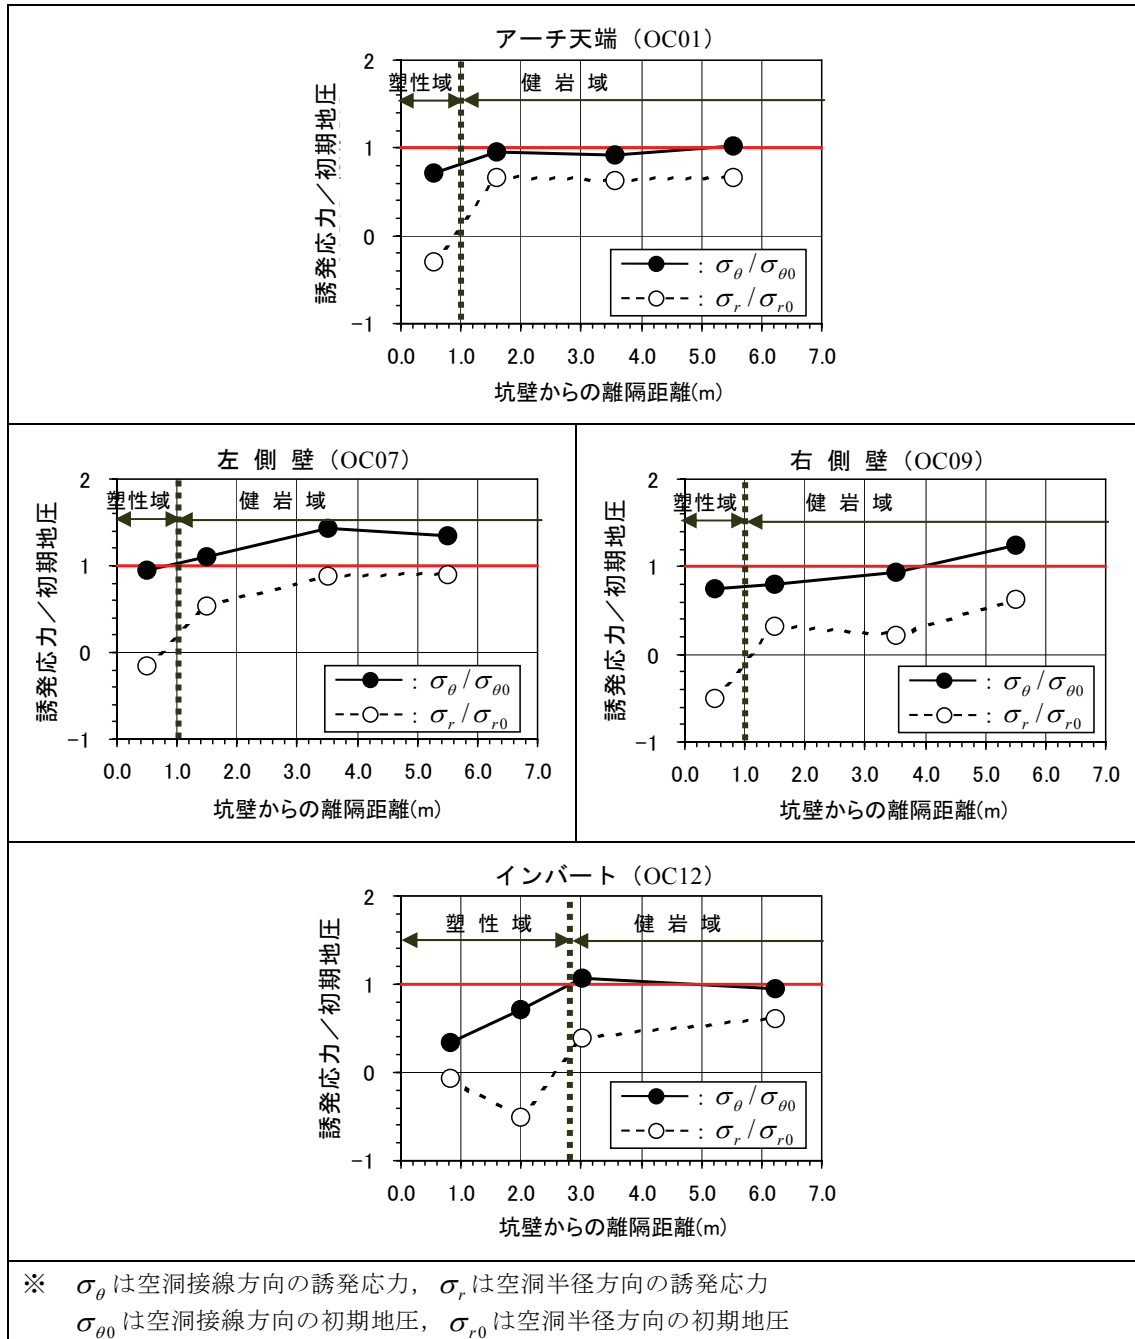 アーチ天端（OC01）
2
塑性域 健 岩 域
1
0
−1
誘発応力／初期地圧
: σθ/σθ0
: σr/σr0
0.0 1.0 2.0 3.0 4.0 5.0 6.0 7.0
坑壁からの離隔距離(m)
左 側 壁（OC07）
2
塑性域 健 岩 域
1
0
−1
誘発応力／初期地圧
: σθ/σθ0
: σr/σr0
0.0 1.0 2.0 3.0 4.0 5.0 6.0 7.0
坑壁からの離隔距離(m)
右 側 壁（OC09）
2
塑性域 健 岩 域
1
0
−1
誘発応力／初期地圧
: σθ/σθ0
: σr/σr0
0.0 1.0 2.0 3.0 4.0 5.0 6.0 7.0
坑壁からの離隔距離(m)
インバート（OC12）
2
塑 性 域 健 岩 域
1
0
−1
誘発応力／初期地圧
: σθ/σθ0
: σr/σr0
0.0 1.0 2.0 3.0 4.0 5.0 6.0 7.0
坑壁からの離隔距離(m)
※ σθは空洞接線方向の誘発応力，σrは空洞半径方向の誘発応力
σθ0は空洞接線方向の初期地圧，σr0は空洞半径方向の初期地圧